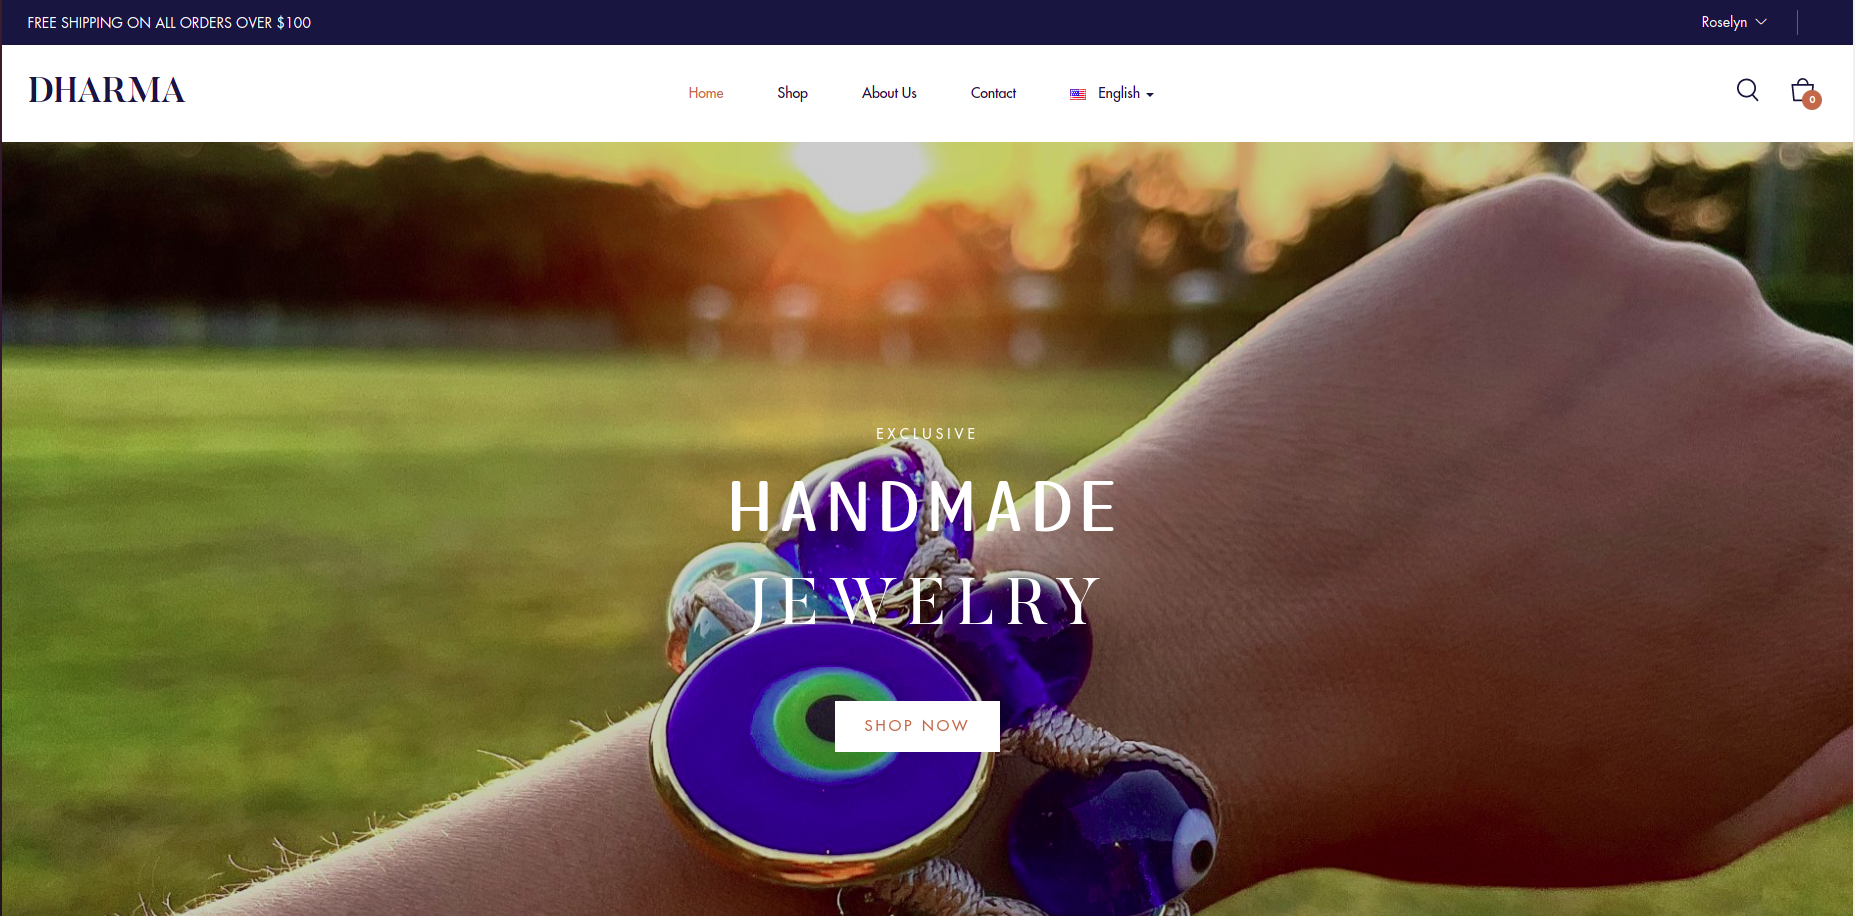 FREE SHIPPING ON ALL ORDERS OVER $100
Roselyn
DHARMA
Home
Shop
About Us
Contact
English
0
EXCLUSIVE
HANDMADE
JEWELRY
SHOP NOW